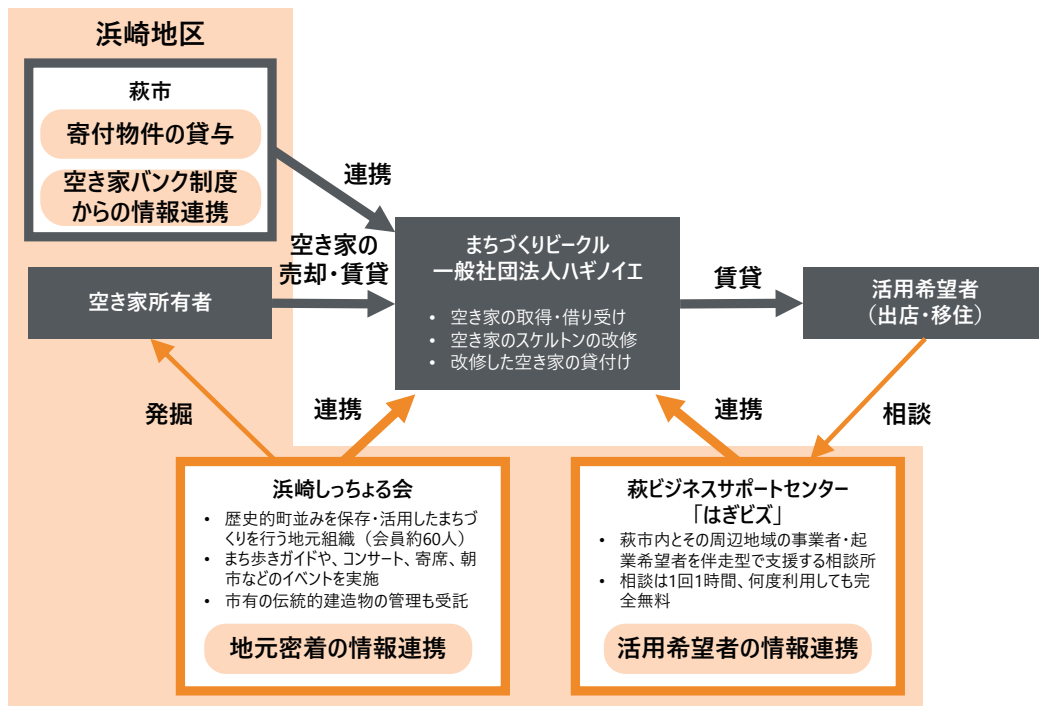 浜崎地区
萩市
寄付物件の貸与
空き家バンク制度
からの情報連携
連携
空き家の
売却・賃貸
空き家所有者
まちづくりビークル
一般社団法人ハギノイエ
• 空き家の取得・借り受け
• 空き家のスケルトンの改修
• 改修した空き家の貸付け
賃貸
活用希望者
（出店・移住）
発掘
連携
連携
相談
浜崎しっちょる会
• 歴史的町並みを保存・活用したまちづ
くりを行う地元組織（会員約60人）
• まち歩きガイドや、コンサート、寄席、朝
市などのイベントを実施
• 市有の伝統的建造物の管理も受託
地元密着の情報連携
萩ビジネスサポートセンター
「はぎビズ」
• 萩市内とその周辺地域の事業者・起
業希望者を伴走型で支援する相談所
• 相談は1回1時間、何度利用しても完
全無料
活用希望者の情報連携